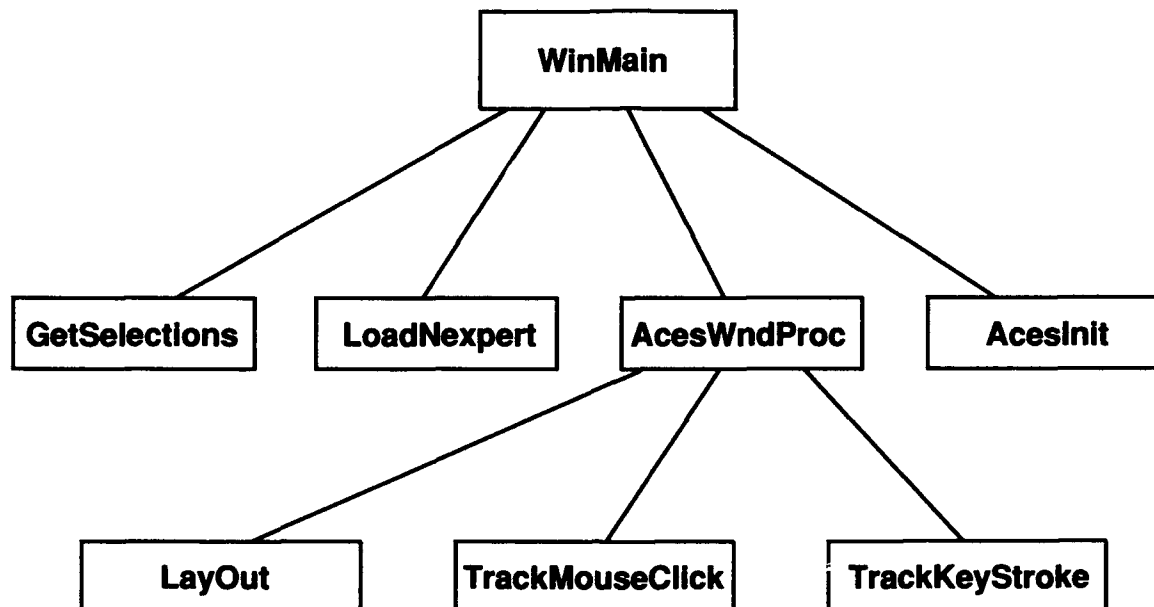 WinMain
GetSelections
LoadNexpert
AcesWndProc
AcesInit
LayOut
TrackMouseClick
TrackKeyStroke